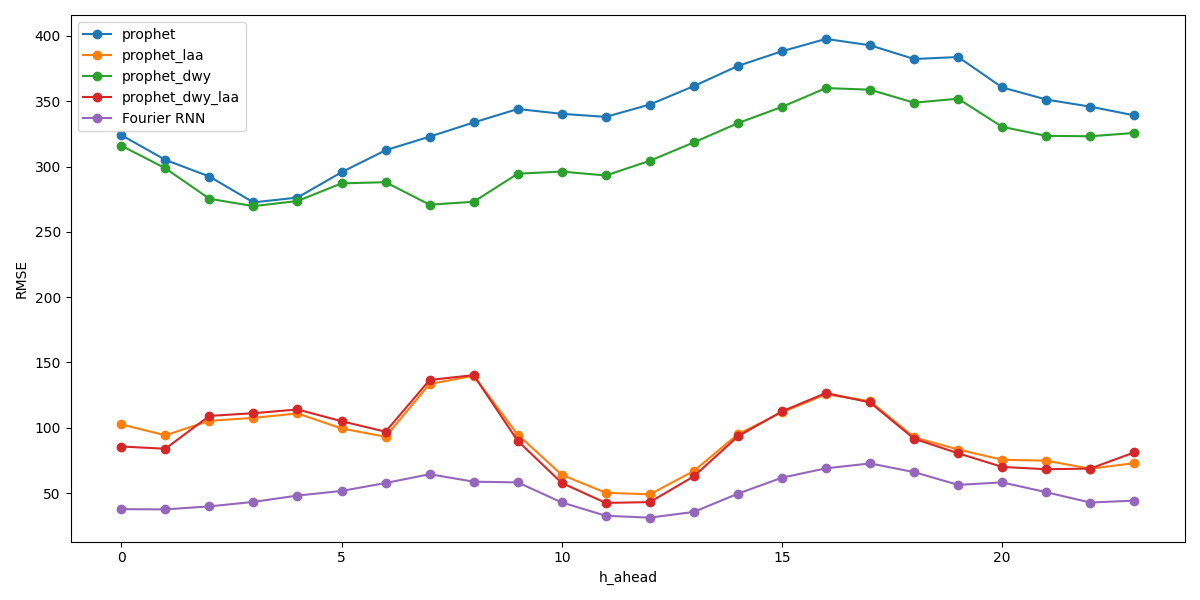 prophet
prophet_laa
prophet_dwy
prophet_dwy_laa
Fourier RNN
400
350
300
250
200
150
100
50
RMSE
0 5 10 15 20
h_ahead